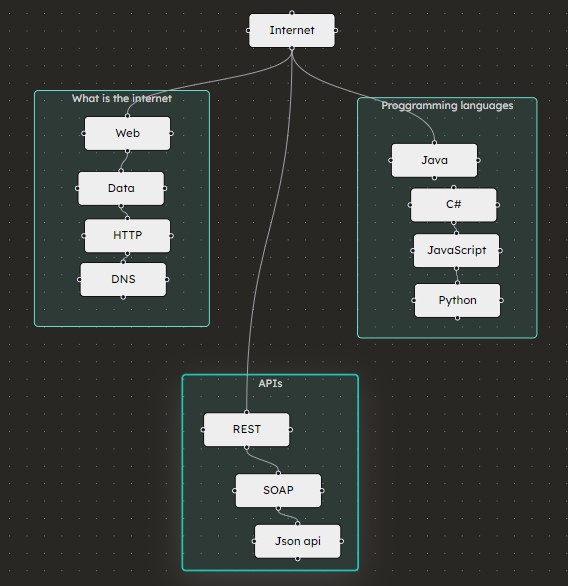 Internet
What is the internet
Web
Data
HTTP
DNS
Proggramming languages
Java
C#
JavaScript
Python
APIs
REST
SOAP
Json api